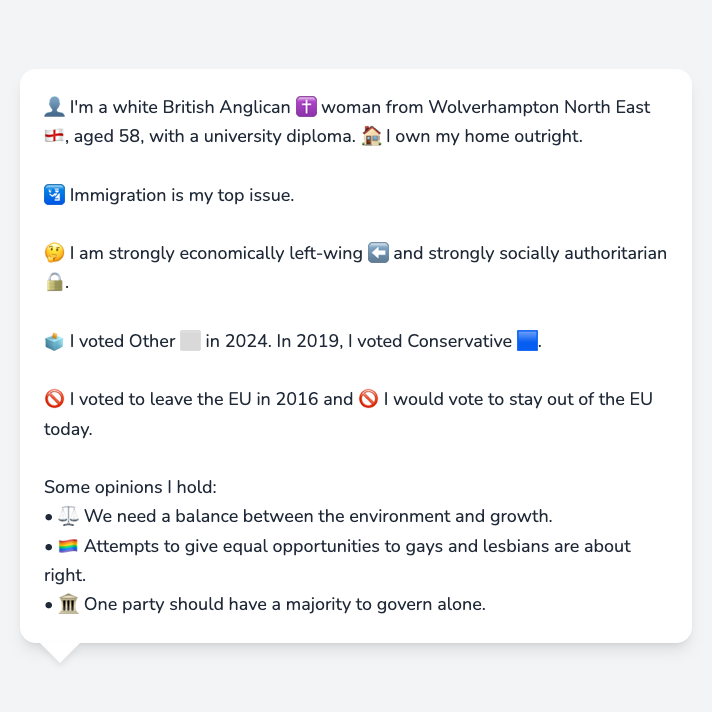 👤 I'm a white British Anglican ✝️ woman from Wolverhampton North East
🏴󠁧󠁢󠁥󠁮󠁧󠁿, aged 58, with a university diploma. 🏠 I own my home outright.
🛂 Immigration is my top issue.
🤔 I am strongly economically left-wing ⬅️ and strongly socially authoritarian
🔒.
🗳️ I voted Other ⬜ in 2024. In 2019, I voted Conservative 🟦.
🚫 I voted to leave the EU in 2016 and 🚫 I would vote to stay out of the EU
today.
Some opinions I hold:
• ⚖️ We need a balance between the environment and growth.
• 🏳️‍🌈 Attempts to give equal opportunities to gays and lesbians are about
right.
• 🏛️ One party should have a majority to govern alone.